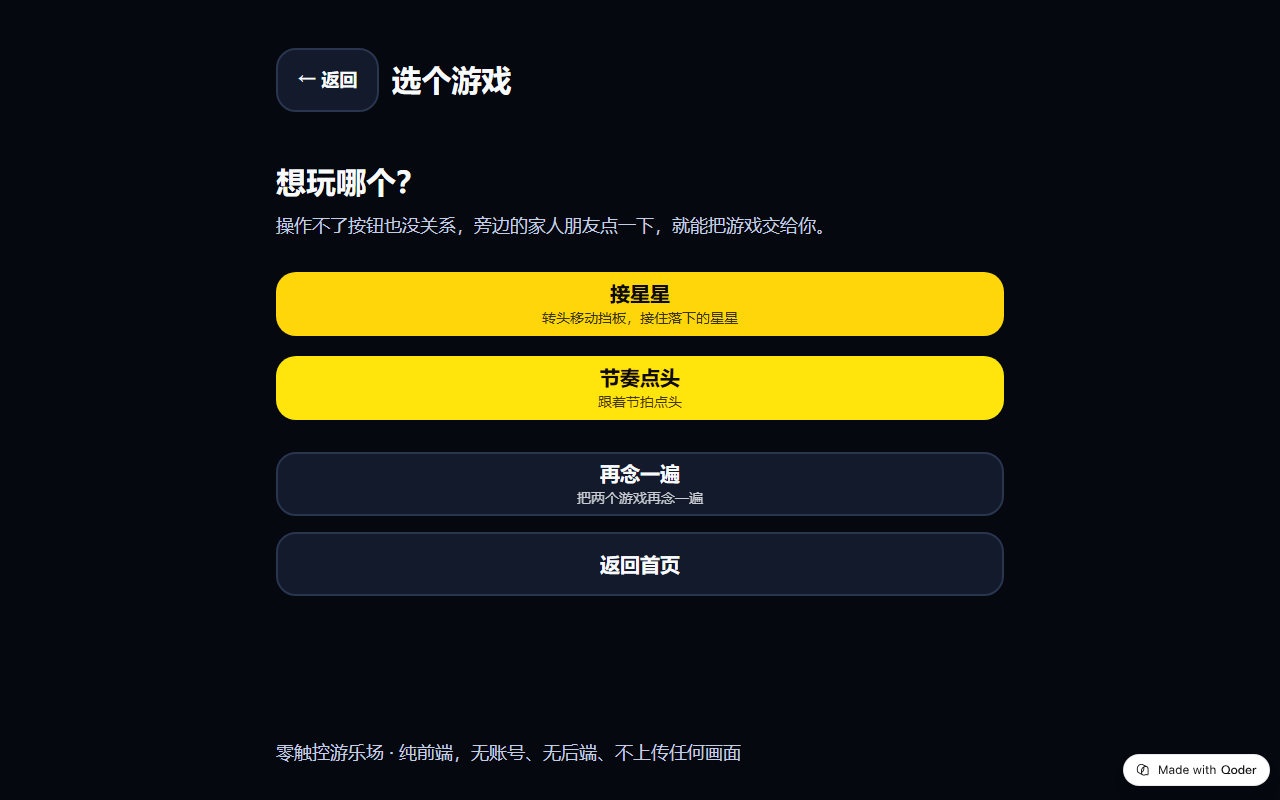 ← 返回
选个游戏
想玩哪个？
操作不了按钮也没关系，旁边的家人朋友点一下，就能把游戏交给你。
接星星
转头移动挡板，接住落下的星星
节奏点头
跟着节拍点头
再念一遍
把两个游戏再念一遍
返回首页
零触控游乐场 · 纯前端，无账号、无后端、不上传任何画面
Made with Qoder